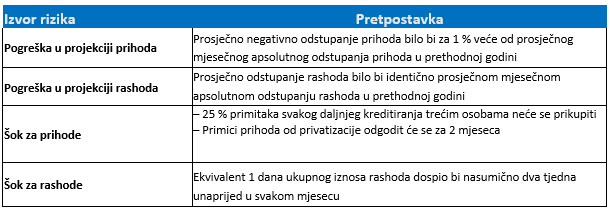 Izvor rizika Pretpostavka
Pogreška u projekciji prihoda
Prosječno negativno odstupanje prihoda bilo bi za 1 % veće od prosječnog
mjesečnog apsolutnog odstupanja prihoda u prethodnoj godini
Pogreška u projekciji rashoda
Prosječno odstupanje rashoda bilo bi identično prosječnom mjesečnom
apsolutnom odstupanju rashoda u prethodnoj godini
Šok za prihode
– 25 % primitaka svakog daljnjeg kreditiranja trećim osobama neće se prikupiti
– Primici prihoda od privatizacije odgodit će se za 2 mjeseca
Šok za rashode
Ekvivalent 1 dana ukupnog iznosa rashoda dospio bi nasumično dva tjedna
unaprijed u svakom mjesecu